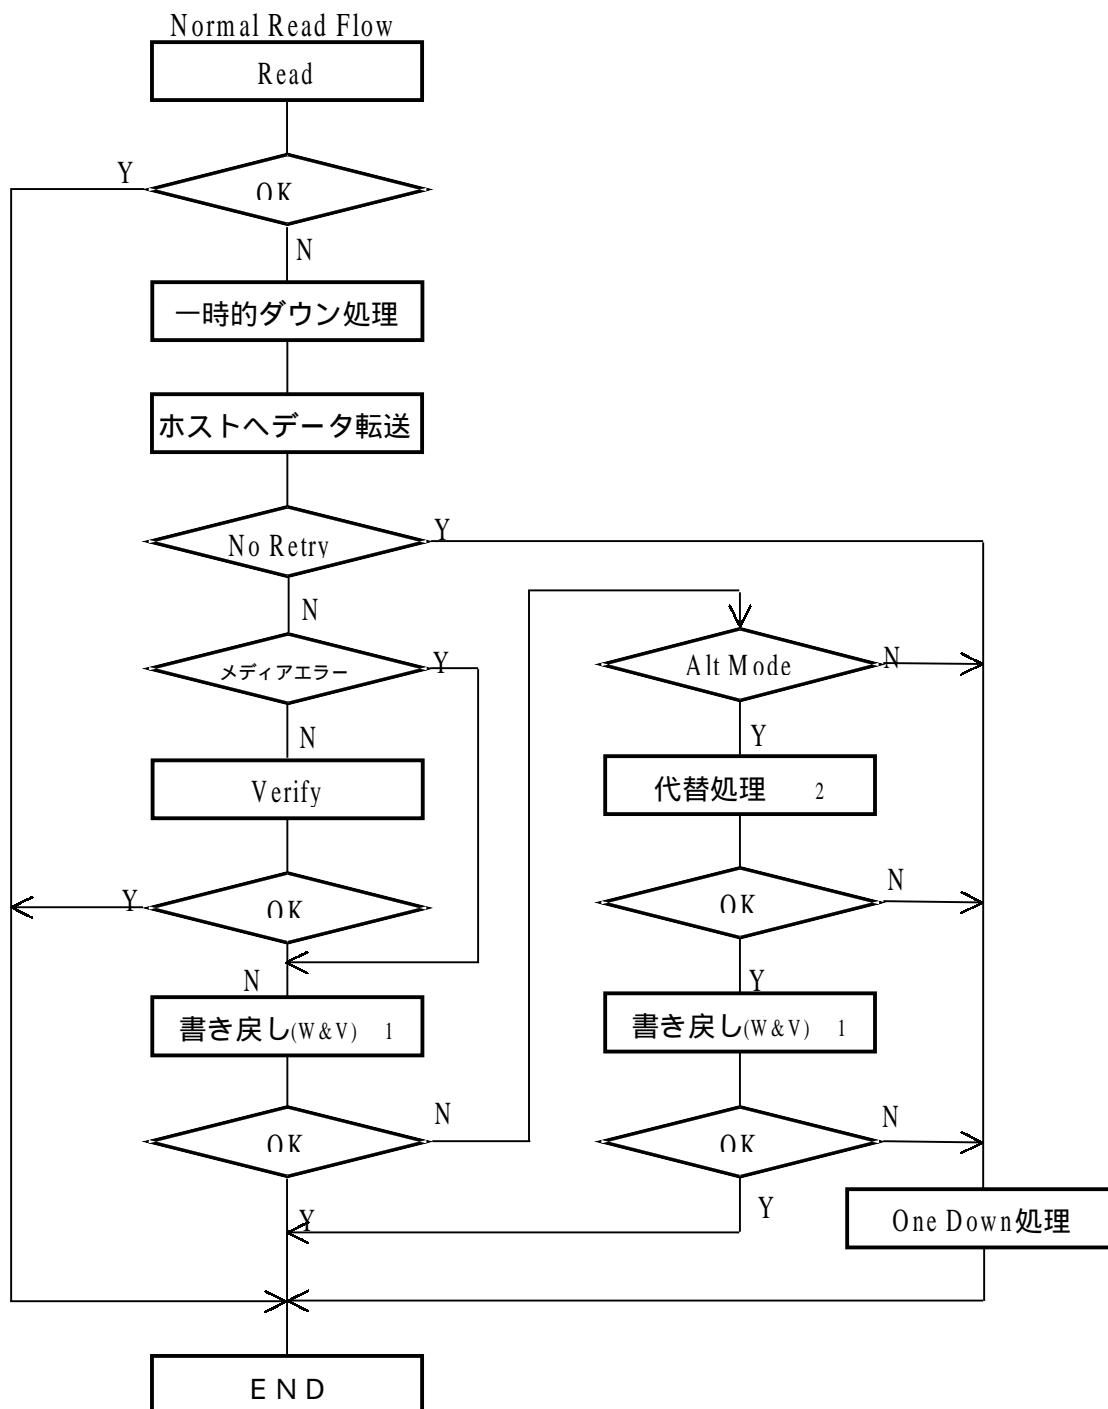 Normal Read Flow
Read
Y
OK
N
一時的ダウン処理
ホストへデータ転送
No Retry
Y
N
メディアエラー
Y
Alt Mode
N
N
Y
Verify
代替処理 2
Y
OK
OK
N
N
Y
書き戻し(W&V) 1
書き戻し(W&V) 1
OK
N
OK
N
Y
Y
One Down処理
END